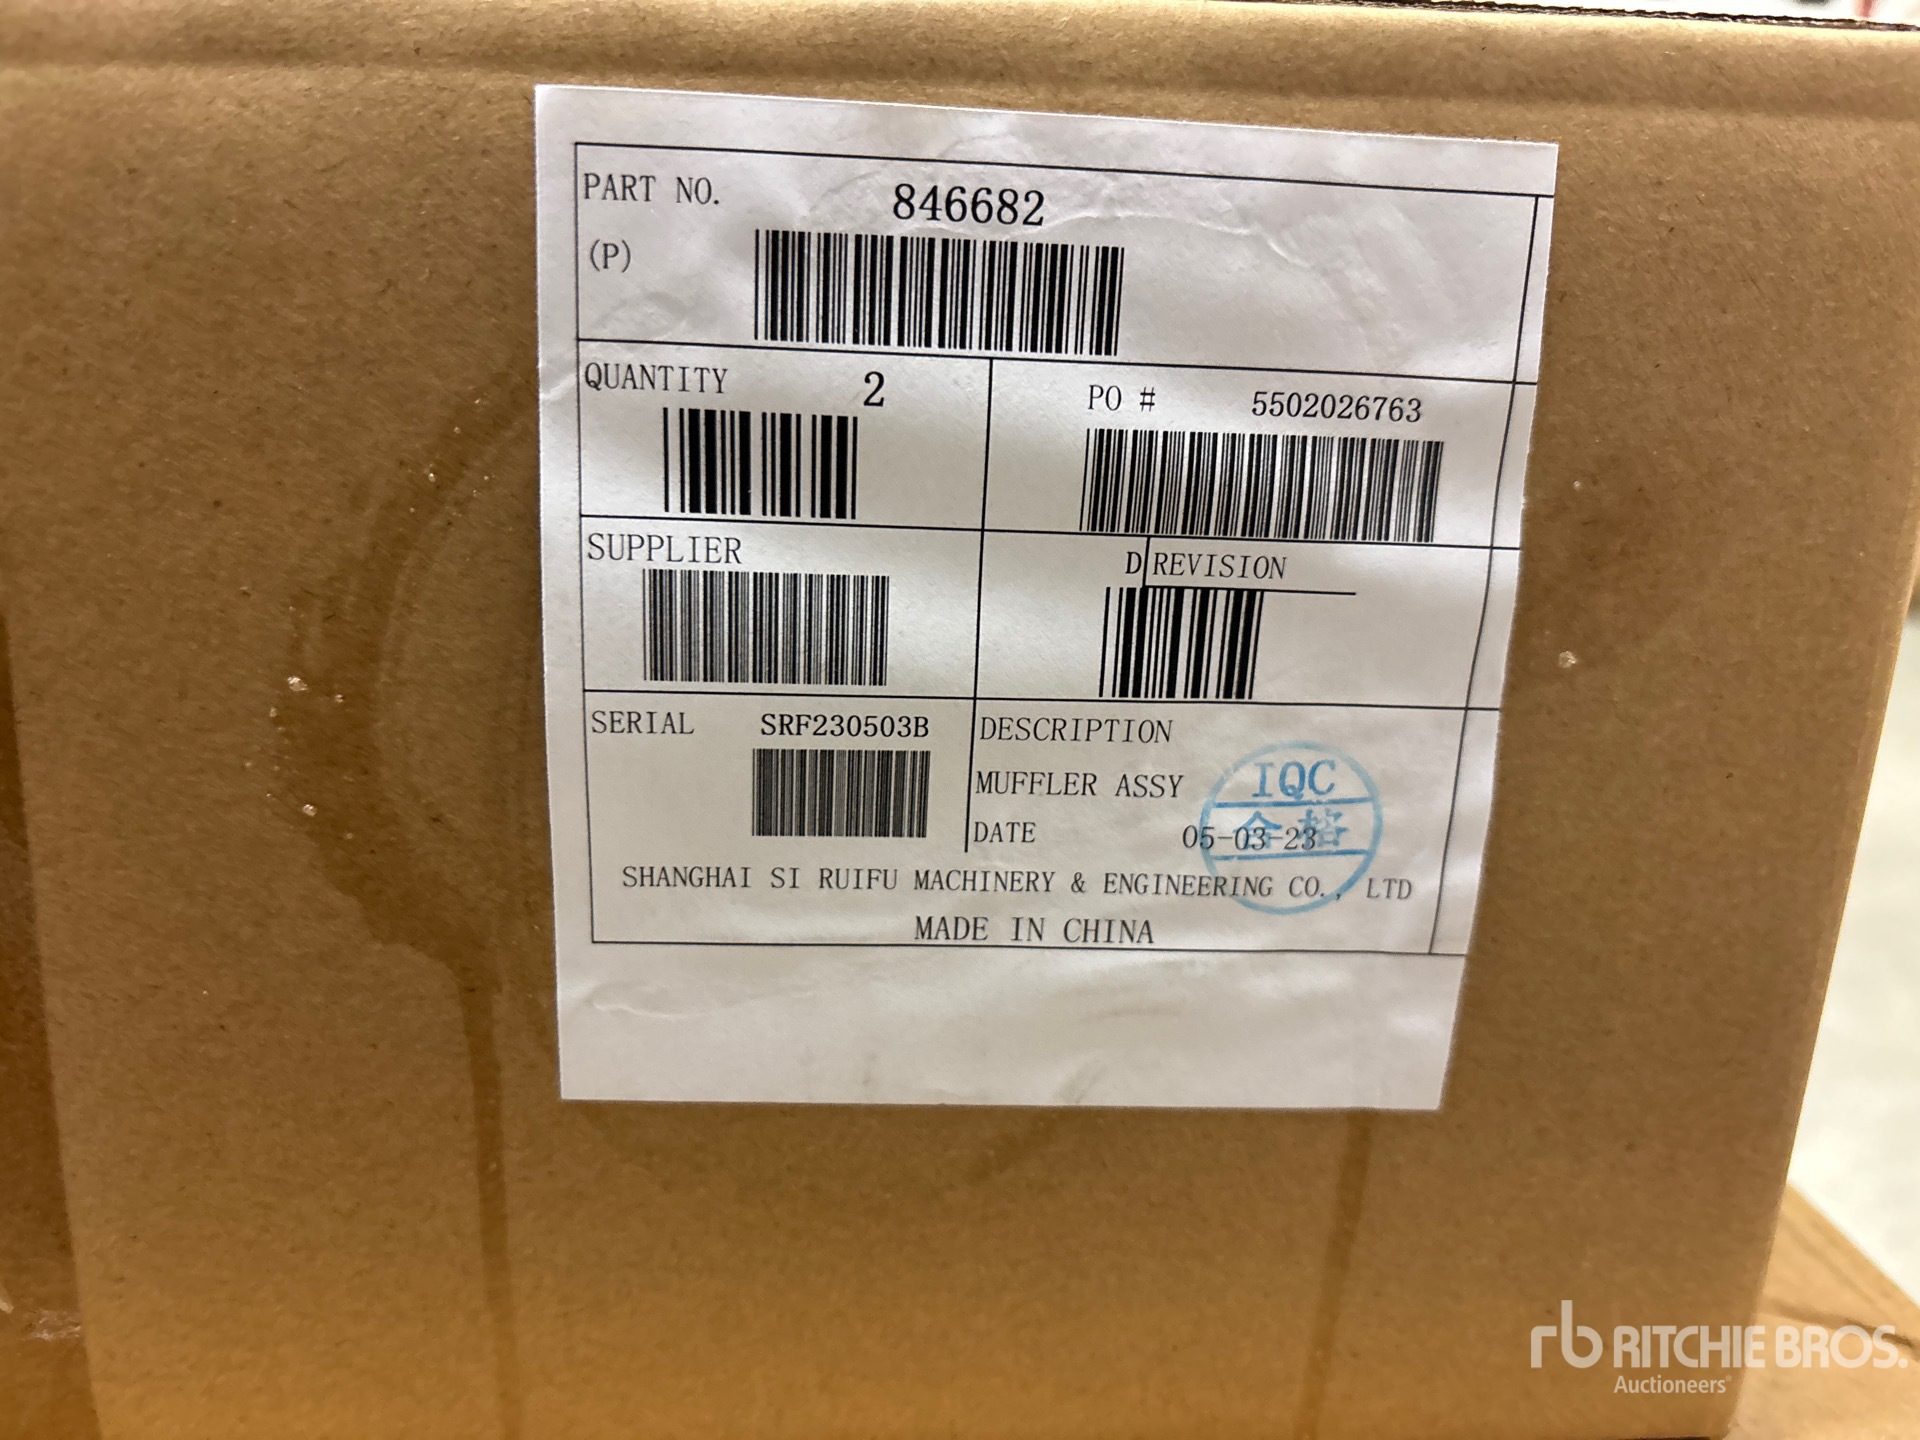 PART NO. 846682
(P)
QUANTITY 2
PO # 5502026763
SUPPLIER
D REVISION
SERIAL SRF230503B
DESCRIPTION
MUFFLER ASSY
DATE 05-03-23
IQC
合格
SHANGHAI SI RUIFU MACHINERY & ENGINEERING CO., LTD
MADE IN CHINA
rb RITCHIE BROS.
Auctioneers